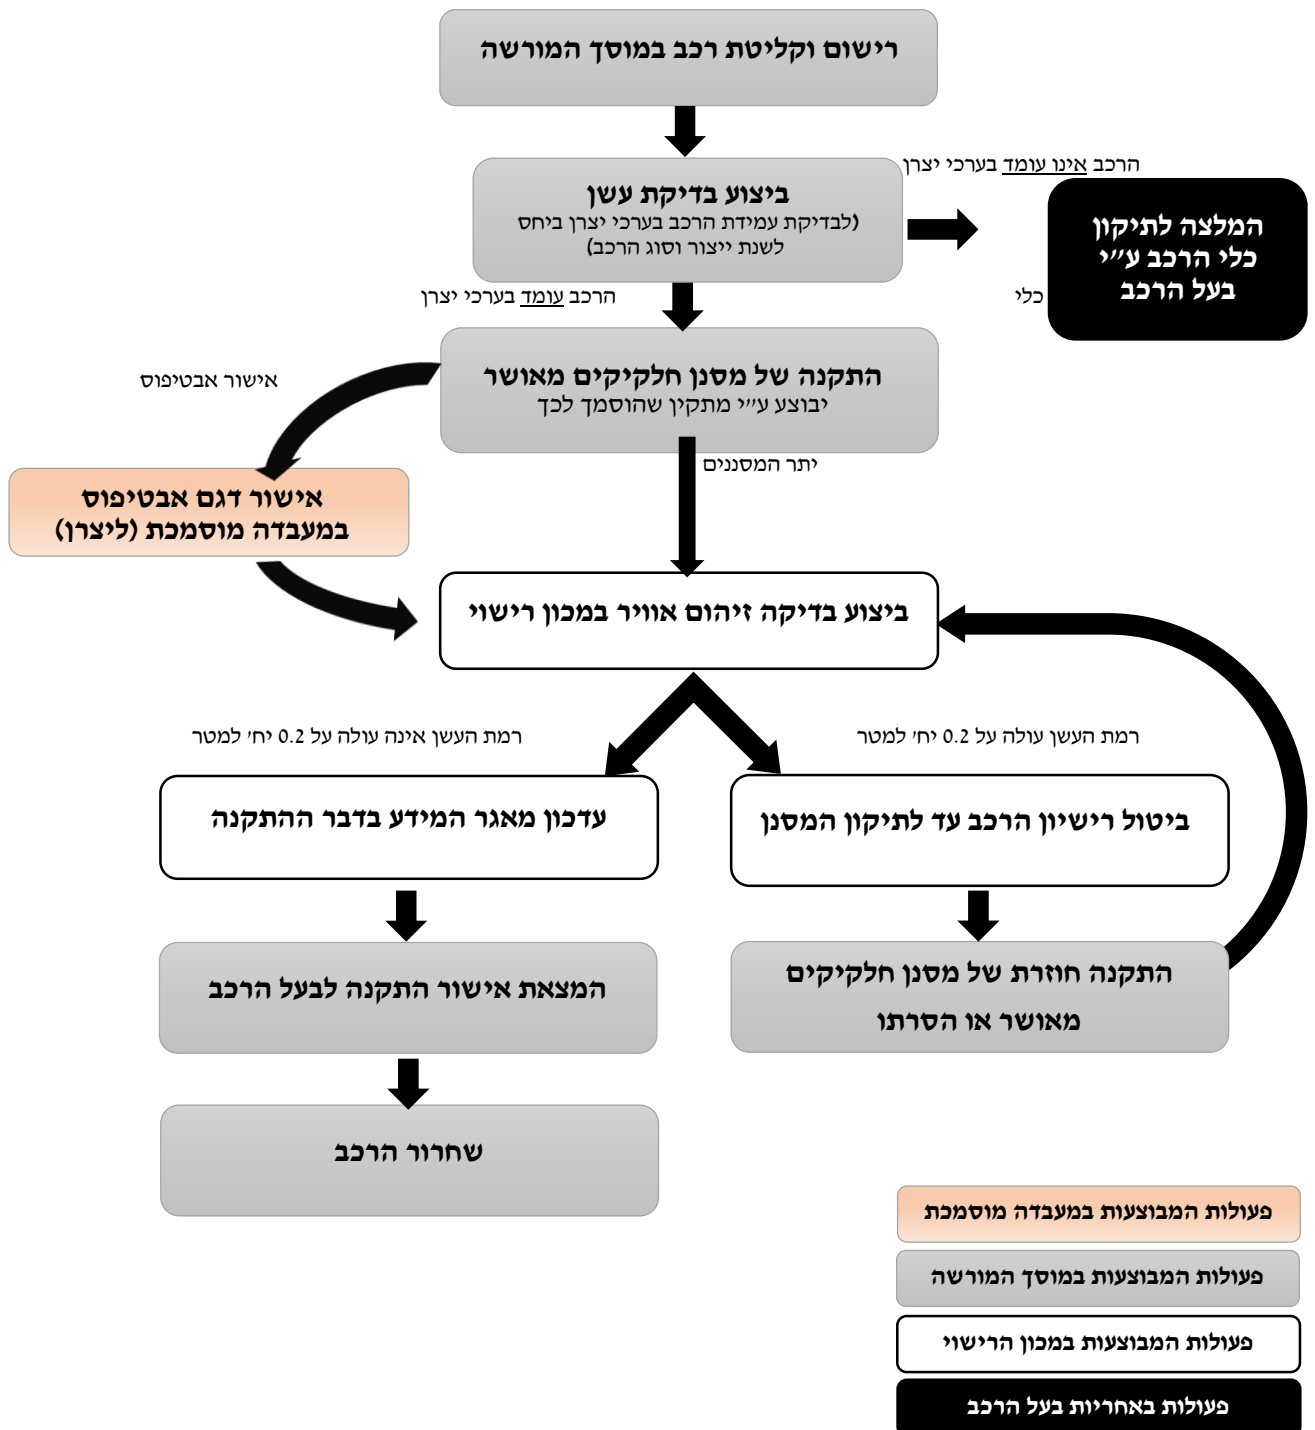 רישום וקליטת רכב במוסך המורשה
הרכב אינו עומד בערכי יצרן
ביצוע בדיקת עשן
(לבדיקת עמידת הרכב בערכי יצרן ביחס
לשנת ייצור וסוג הרכב)
המלצה לתיקון
כלי הרכב ע״י
בעל הרכב
כלי
הרכב עומד בערכי יצרן
התקנה של מסנן חלקיקים מאושר
יבוצע ע״י מתקין שהוסמך לכך
אישור אבטיפוס
יתר המסננים
אישור דגם אבטיפוס
במעבדה מוסמכת (ליצרן)
ביצוע בדיקה זיהום אוויר במכון רישוי
רמת העשן עולה על 0.2 יח׳ למטר
רמת העשן אינה עולה על 0.2 יח׳ למטר
ביטול רישיון הרכב עד לתיקון המסנן
עדכון מאגר המידע בדבר ההתקנה
התקנה חוזרת של מסנן חלקיקים
מאושר או הסרתו
המצאת אישור התקנה לבעל הרכב
שחרור הרכב
פעולות המבוצעות במעבדה מוסמכת
פעולות המבוצעות במוסך המורשה
פעולות המבוצעות במכון הרישוי
פעולות באחריות בעל הרכב